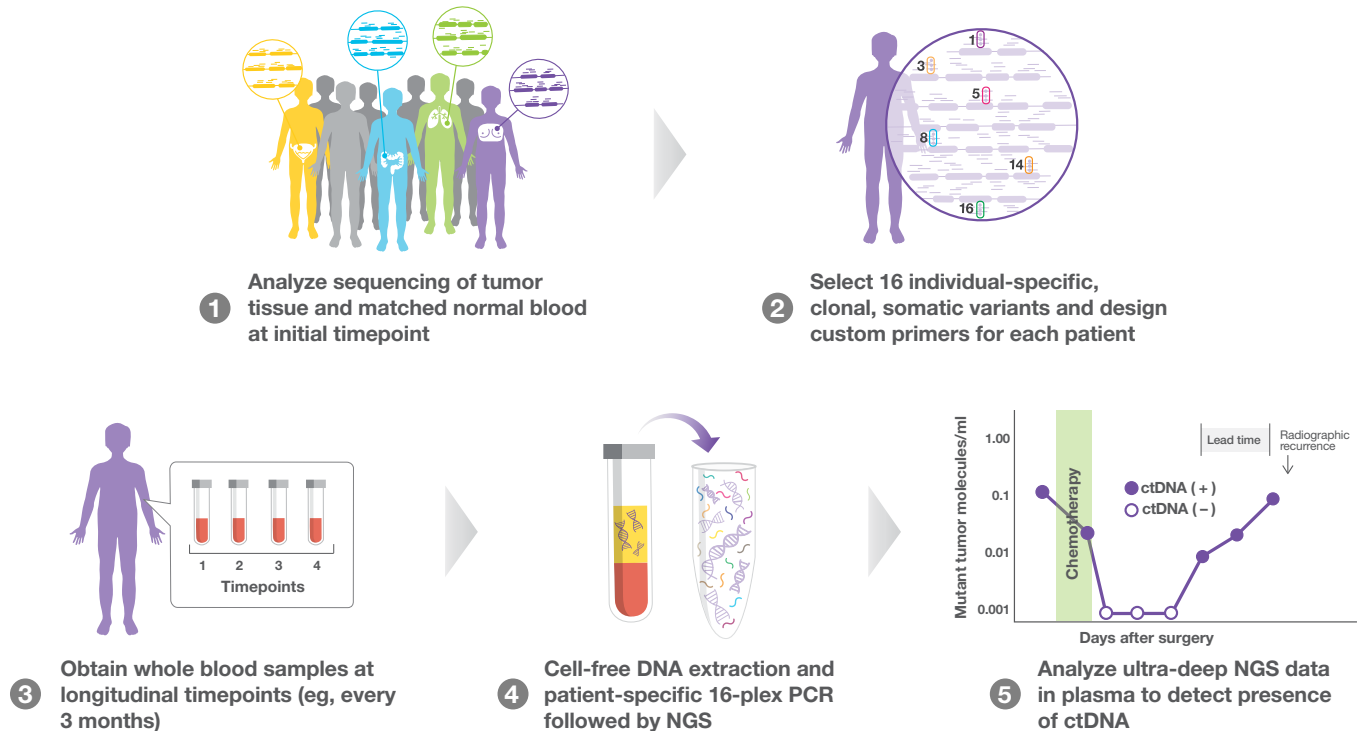 1
3
5
8
14
16
1
Analyze sequencing of tumor
tissue and matched normal blood
at initial timepoint
2
Select 16 individual-specific,
clonal, somatic variants and design
custom primers for each patient
1 2 3 4
Timepoints
3
Obtain whole blood samples at
longitudinal timepoints (eg, every
3 months)
4
Cell-free DNA extraction and
patient-specific 16-plex PCR
followed by NGS
Mutant tumor molecules/ml
1.00
0.1
0.01
0.001
Chemotherapy
Lead time
Radiographic
recurrence
ctDNA (+)
ctDNA (−)
Days after surgery
5
Analyze ultra-deep NGS data
in plasma to detect presence
of ctDNA